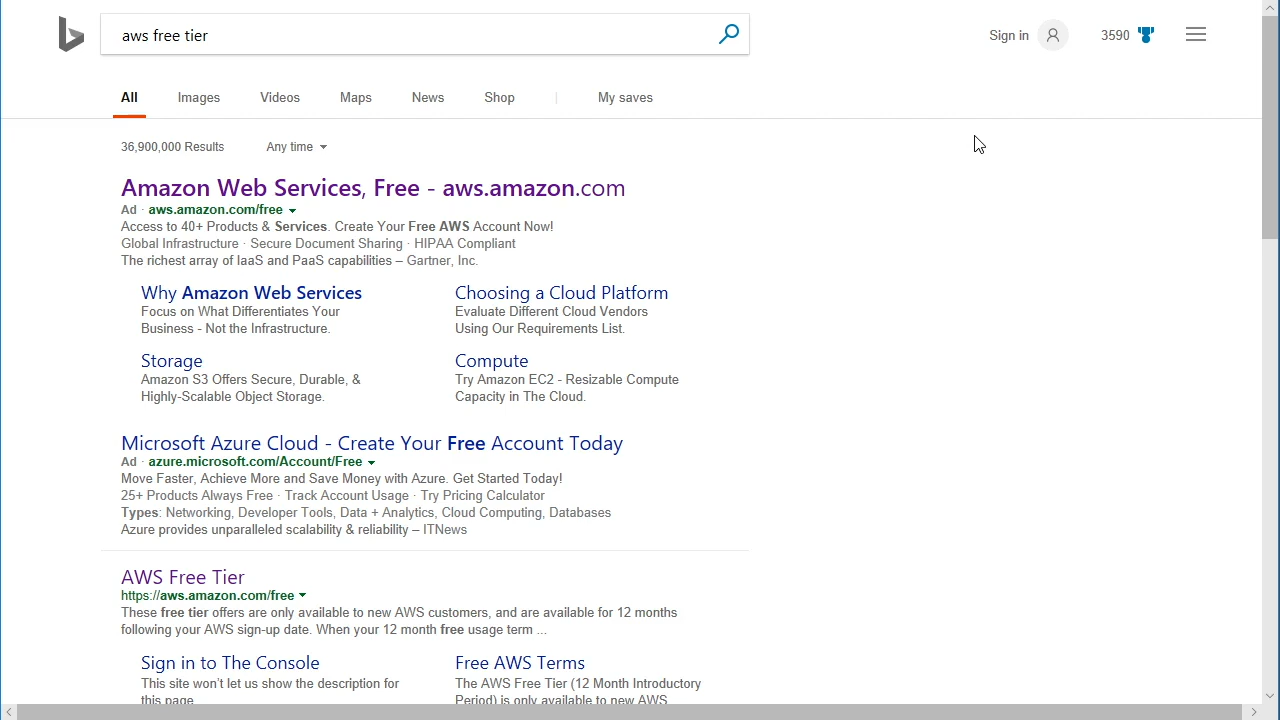 aws free tier
Sign in
3590
All Images Videos Maps News Shop | My saves
36,900,000 Results Any time
Amazon Web Services, Free - aws.amazon.com
Ad · aws.amazon.com/free
Access to 40+ Products & Services. Create Your Free AWS Account Now!
Global Infrastructure · Secure Document Sharing · HIPAA Compliant
The richest array of IaaS and PaaS capabilities – Gartner, Inc.
Why Amazon Web Services
Focus on What Differentiates Your
Business - Not the Infrastructure.
Choosing a Cloud Platform
Evaluate Different Cloud Vendors
Using Our Requirements List.
Storage
Amazon S3 Offers Secure, Durable, &
Highly-Scalable Object Storage.
Compute
Try Amazon EC2 - Resizable Compute
Capacity in The Cloud.
Microsoft Azure Cloud - Create Your Free Account Today
Ad · azure.microsoft.com/Account/Free
Move Faster, Achieve More and Save Money with Azure. Get Started Today!
25+ Products Always Free · Track Account Usage · Try Pricing Calculator
Types: Networking, Developer Tools, Data + Analytics, Cloud Computing, Databases
Azure provides unparalleled scalability & reliability – ITNews
AWS Free Tier
https://aws.amazon.com/free
These free tier offers are only available to new AWS customers, and are available for 12 months
following your AWS sign-up date. When your 12 month free usage term ...
Sign in to The Console
This site won't let us show the description for
this page
Free AWS Terms
The AWS Free Tier (12 Month Introductory
Period) is only available to new AWS